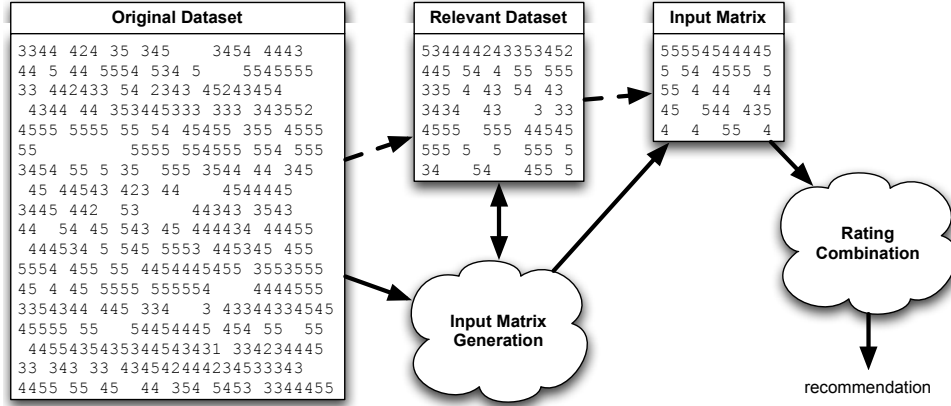 Original Dataset
3344 424 35 345     3454 4443
44 5 44 5554 534 5     5545555
33 442433 54 2343 45243454
4344 44 353445333 333 343552
4555 5555 55 54 45455 355 4555
55          5555 554555 554 555
3454 55 5 35   555 3544 44 345
45 44543 423 44     4544445
3445 442   53      44343 3543
44   54 45 543 45 444434 44455
444534 5 545 5553 445345 455
5554 455 55 4454445455 3553555
45 4 45 5555 555554     4444555
3354344 445 334   3 43344334545
45555 55    54454445 454 55   55
4455435435344543431 334234445
33 343 33 434542444234533343
4455 55 45   44 354 5453 3344455
Relevant Dataset
534444243353452
445 54 4 55 555
335 4 43 54 43
3434   43    3 33
4555   555 44545
555 5   5   555 5
34    54    455 5
Input Matrix
55554544445
5 54 4555 5
55 4 44   44
45   544 435
4   4   55   4
Rating
Combination
Input Matrix
Generation
recommendation